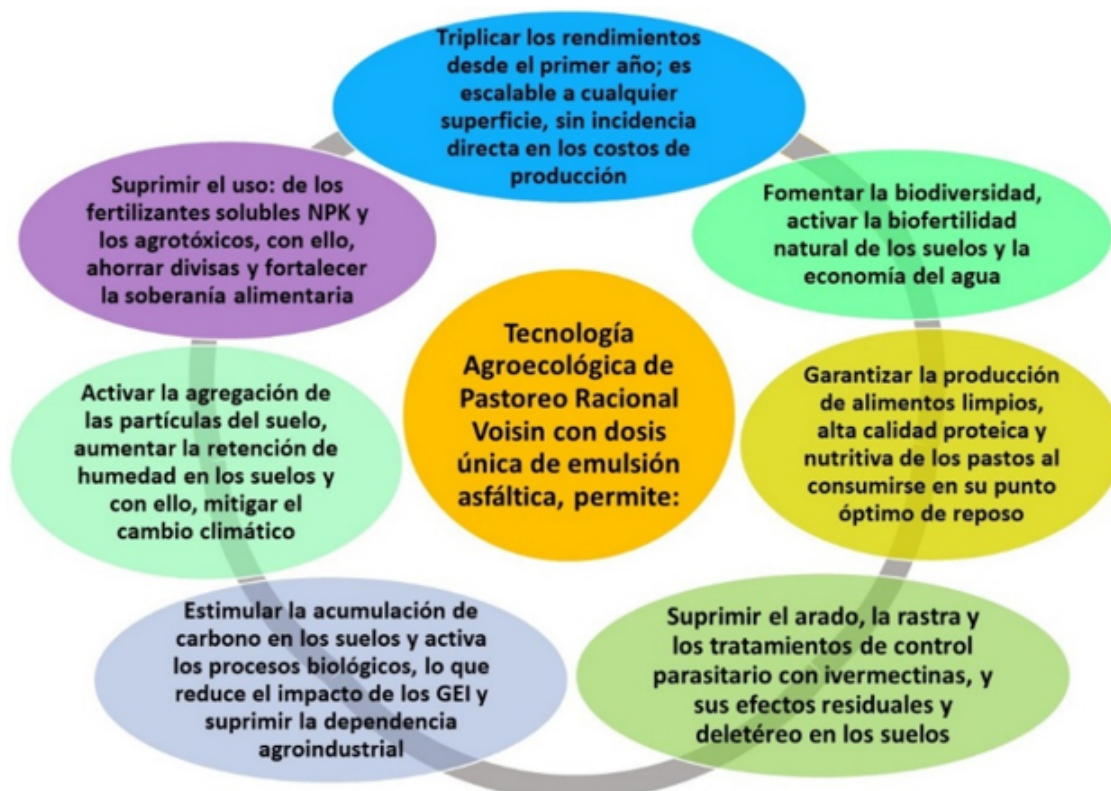 Triplicar los rendimientos
desde el primer año; es
escalable a cualquier
superficie, sin incidencia
directa en los costos de
producción
Fomentar la biodiversidad,
activar la biofertilidad
natural de los suelos y la
economía del agua
Garantizar la producción
de alimentos limpios,
alta calidad proteica y
nutritiva de los pastos al
consumirse en su punto
óptimo de reposo
Suprimir el arado, la rastra y
los tratamientos de control
parasitario con ivermectinas, y
sus efectos residuales y
deletéreo en los suelos
Estimular la acumulación de
carbono en los suelos y activa
los procesos biológicos, lo que
reduce el impacto de los GEI y
suprimir la dependencia
agroindustrial
Activar la agregación de
las partículas del suelo,
aumentar la retención de
humedad en los suelos y
con ello, mitigar el
cambio climático
Suprimir el uso: de los
fertilizantes solubles NPK y
los agrotóxicos, con ello,
ahorrar divisas y fortalecer
la soberanía alimentaria
Tecnología
Agroecológica de
Pastoreo Racional
Voisin con dosis
única de emulsión
asfáltica, permite: